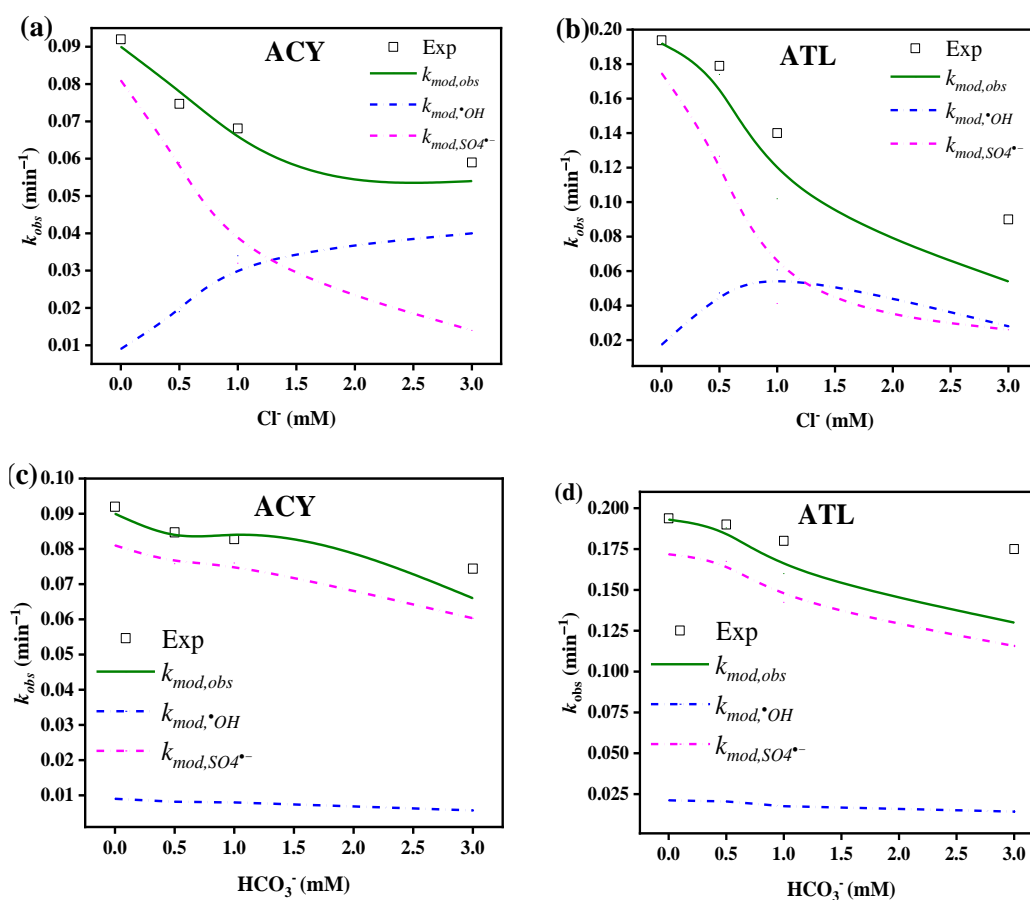 (a)
ACY
Exp
k_mod,obs
k_mod,•OH
k_mod,SO4•−
0.09
0.08
0.07
0.06
0.05
0.04
0.03
0.02
0.01
k_obs (min⁻¹)
0.0 0.5 1.0 1.5 2.0 2.5 3.0
Cl⁻ (mM)
(b)
ATL
Exp
k_mod,obs
k_mod,•OH
k_mod,SO4•−
0.20
0.18
0.16
0.14
0.12
0.10
0.08
0.06
0.04
0.02
k_obs (min⁻¹)
0.0 0.5 1.0 1.5 2.0 2.5 3.0
Cl⁻ (mM)
(c)
ACY
Exp
k_mod,obs
k_mod,•OH
k_mod,SO4•−
0.10
0.09
0.08
0.07
0.06
0.05
0.04
0.03
0.02
0.01
k_obs (min⁻¹)
0.0 0.5 1.0 1.5 2.0 2.5 3.0
HCO₃⁻ (mM)
(d)
ATL
Exp
k_mod,obs
k_mod,•OH
k_mod,SO4•−
0.200
0.175
0.150
0.125
0.100
0.075
0.050
0.025
k_obs (min⁻¹)
0.0 0.5 1.0 1.5 2.0 2.5 3.0
HCO₃⁻ (mM)